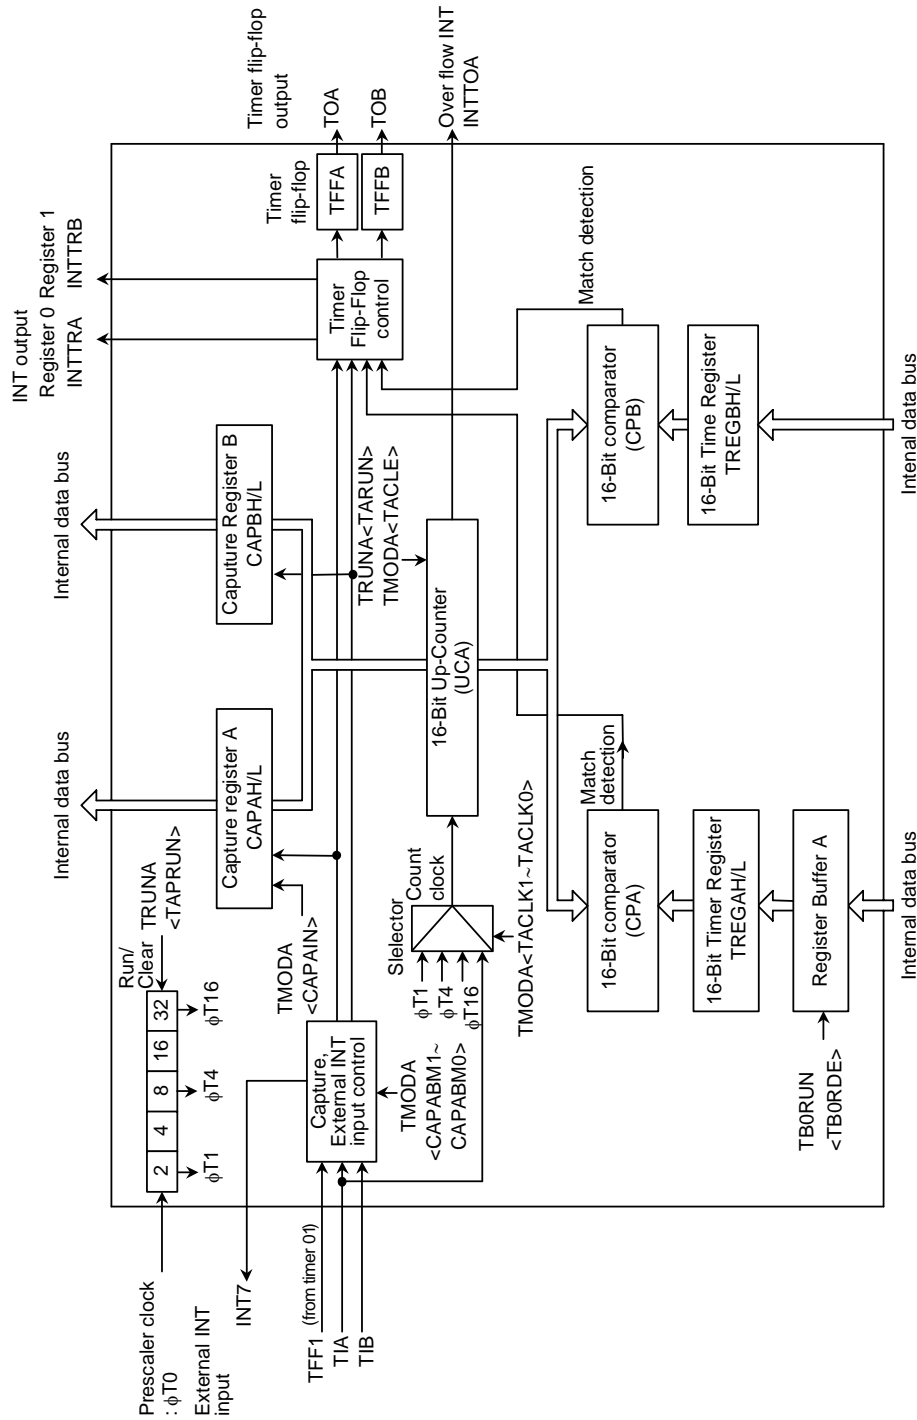 Prescaler clock
: ϕT0
External INT
input
Run/
Clear
TRUNA
<TAPRUN>
2
4
8
16
32
ϕT1
ϕT4
ϕT16
INT7
TFF1 (from timer 01)
TIA
TIB
Capture,
External INT
input control
TMODA
<CAPABM1~
CAPABM0>
TMODA
<CAPAIN>
Internal data bus
Capture register A
CAPAH/L
Internal data bus
Caputure Register B
CAPBH/L
INT output
Register 0
Register 1
INTTRA
INTTRB
Timer
Flip-Flop
control
Timer
flip-flop
TFFA
TFFB
Timer flip-flop
output
TOA
TOB
Slelector
Count
clock
ϕT1
ϕT4
ϕT16
TMODA<TACLK1~TACLK0>
TRUNA<TARUN>
TMODA<TACLE>
16-Bit Up-Counter
(UCA)
Over flow INT
INTTOA
Match
detection
Match detection
16-Bit comparator
(CPA)
16-Bit Timer Register
TREGAH/L
Register Buffer A
TB0RUN
<TB0RDE>
Internal data bus
16-Bit comparator
(CPB)
16-Bit Time Register
TREGBH/L
Intenal data bus